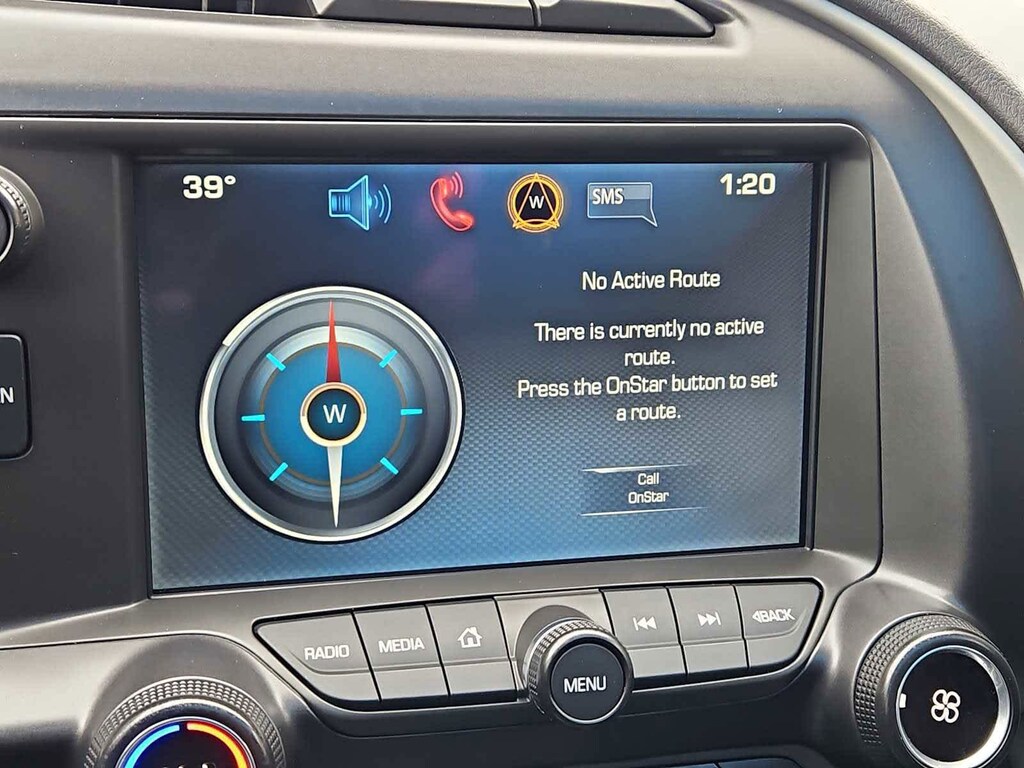 39°
W
SMS
1:20
No Active Route
There is currently no active
route.
Press the OnStar button to set
a route.
W
Call
OnStar
N
RADIO
MEDIA
BACK
MENU